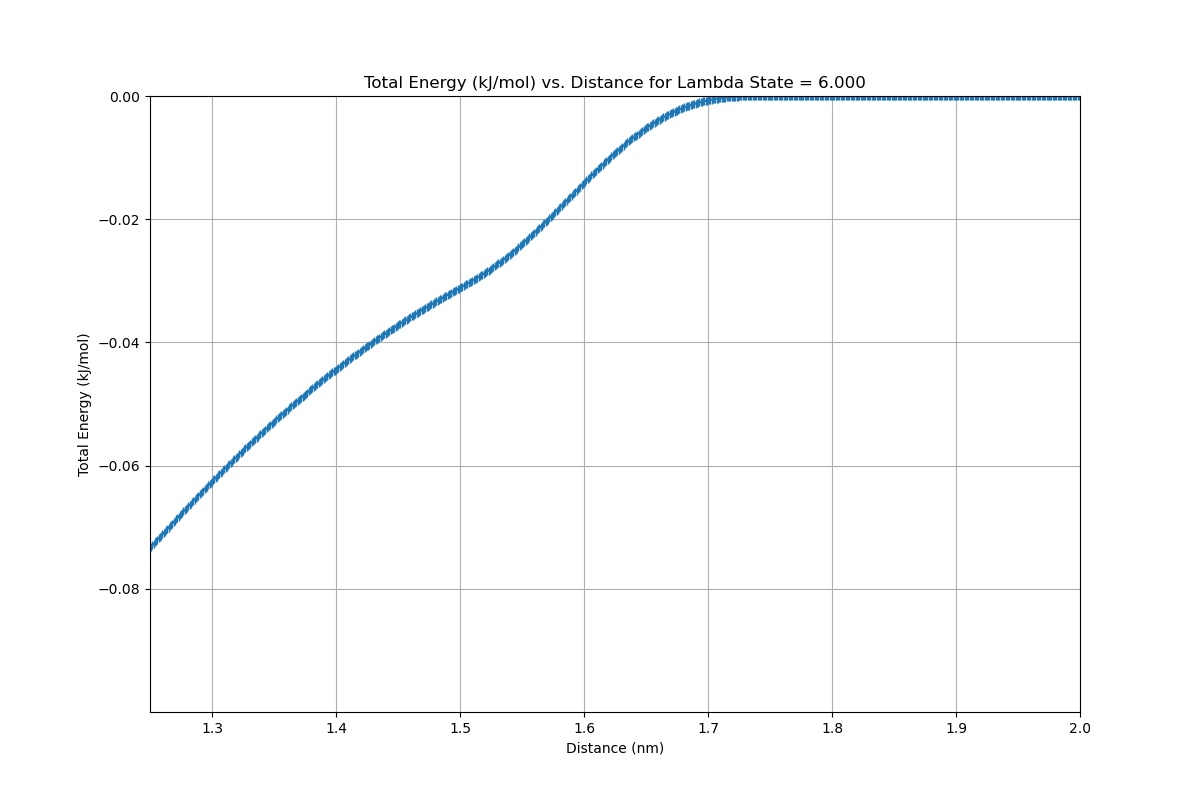 Total Energy (kJ/mol) vs. Distance for Lambda State = 6.000
0.00
−0.02
−0.04
−0.06
−0.08
Total Energy (kJ/mol)
1.3 1.4 1.5 1.6 1.7 1.8 1.9 2.0
Distance (nm)